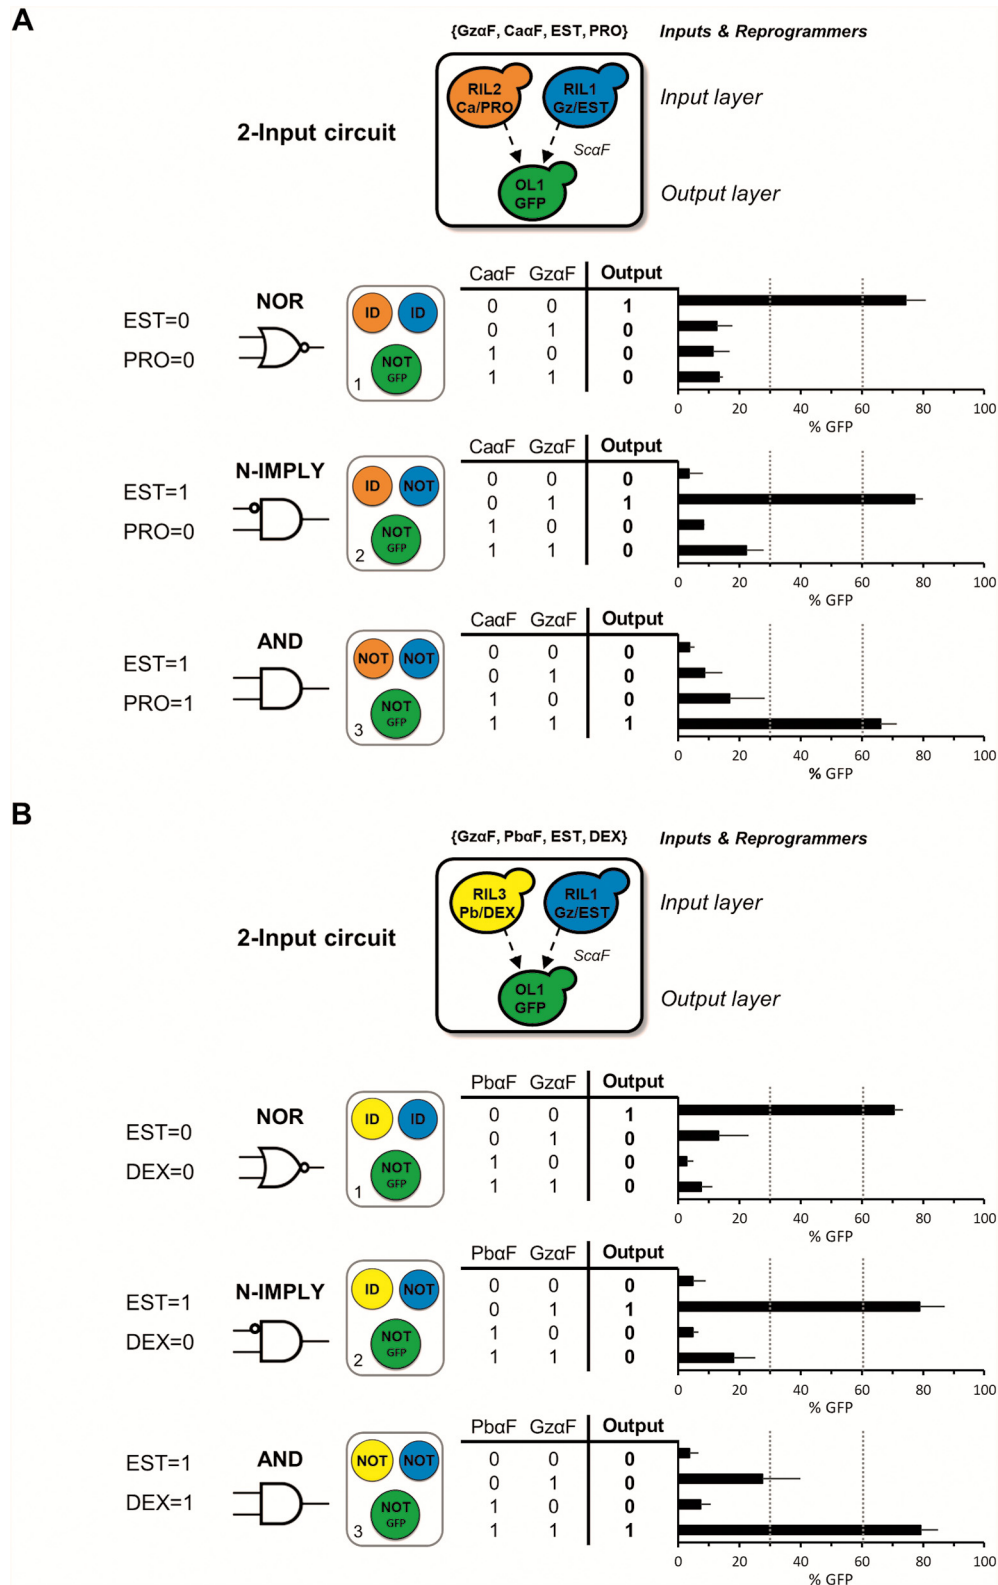 A
{GzαF, CaαF, EST, PRO} Inputs & Reprogrammers
RIL2 Ca/PRO
RIL1 Gz/EST
Input layer
2-Input circuit
ScαF
OL1 GFP
Output layer
CaαF GzαF Output
NOR
EST=0
PRO=0
ID ID
NOT GFP
1
0 0 1
0 1 0
1 0 0
1 1 0
0 20 40 60 80 100
% GFP
CaαF GzαF Output
N-IMPLY
EST=1
PRO=0
ID NOT
NOT GFP
2
0 0 0
0 1 1
1 0 0
1 1 0
0 20 40 60 80 100
% GFP
CaαF GzαF Output
AND
EST=1
PRO=1
NOT NOT
NOT GFP
3
0 0 0
0 1 0
1 0 0
1 1 1
0 20 40 60 80 100
% GFP
B
{GzαF, PbαF, EST, DEX} Inputs & Reprogrammers
RIL3 Pb/DEX
RIL1 Gz/EST
Input layer
2-Input circuit
ScαF
OL1 GFP
Output layer
PbαF GzαF Output
NOR
EST=0
DEX=0
ID ID
NOT GFP
1
0 0 1
0 1 0
1 0 0
1 1 0
0 20 40 60 80 100
% GFP
PbαF GzαF Output
N-IMPLY
EST=1
DEX=0
ID NOT
NOT GFP
2
0 0 0
0 1 1
1 0 0
1 1 0
0 20 40 60 80 100
% GFP
PbαF GzαF Output
AND
EST=1
DEX=1
NOT NOT
NOT GFP
3
0 0 0
0 1 0
1 0 0
1 1 1
0 20 40 60 80 100
% GFP